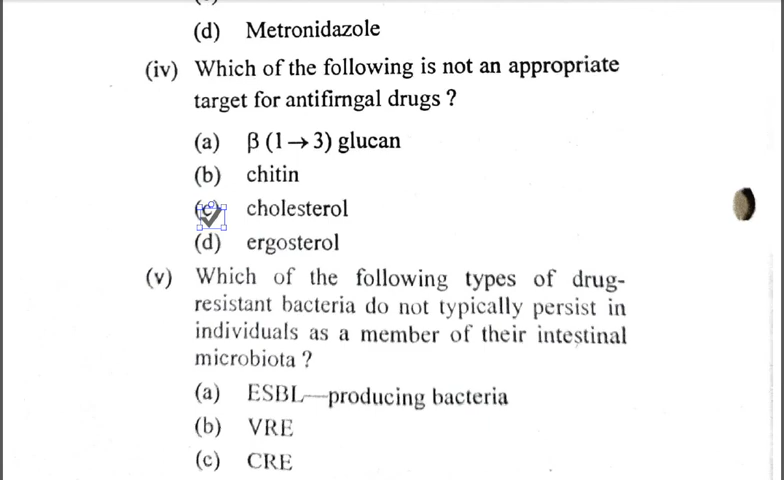 (d) Metronidazole
(iv) Which of the following is not an appropriate
target for antifirngal drugs ?
(a) β (1→3) glucan
(b) chitin
(c) cholesterol
(d) ergosterol
(v) Which of the following types of drug-
resistant bacteria do not typically persist in
individuals as a member of their intestinal
microbiota ?
(a) ESBL—producing bacteria
(b) VRE
(c) CRE